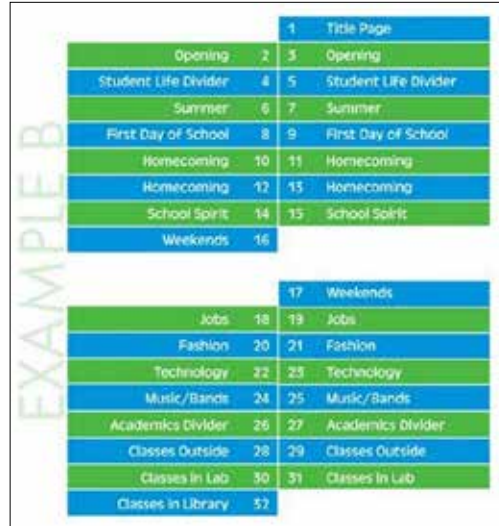 EXAMPLE B
1 Title Page
Opening 2 3 Opening
Student Life Divider 4 5 Student Life Divider
Summer 6 7 Summer
First Day of School 8 9 First Day of School
Homecoming 10 11 Homecoming
Homecoming 12 13 Homecoming
School Spirit 14 15 School Spirit
Weekends 16
17 Weekends
Jobs 18 19 Jobs
Fashion 20 21 Fashion
Technology 22 23 Technology
Music/Bands 24 25 Music/Bands
Academics Divider 26 27 Academics Divider
Classes Outside 28 29 Classes Outside
Classes in Lab 30 31 Classes in Lab
Classes in Library 32